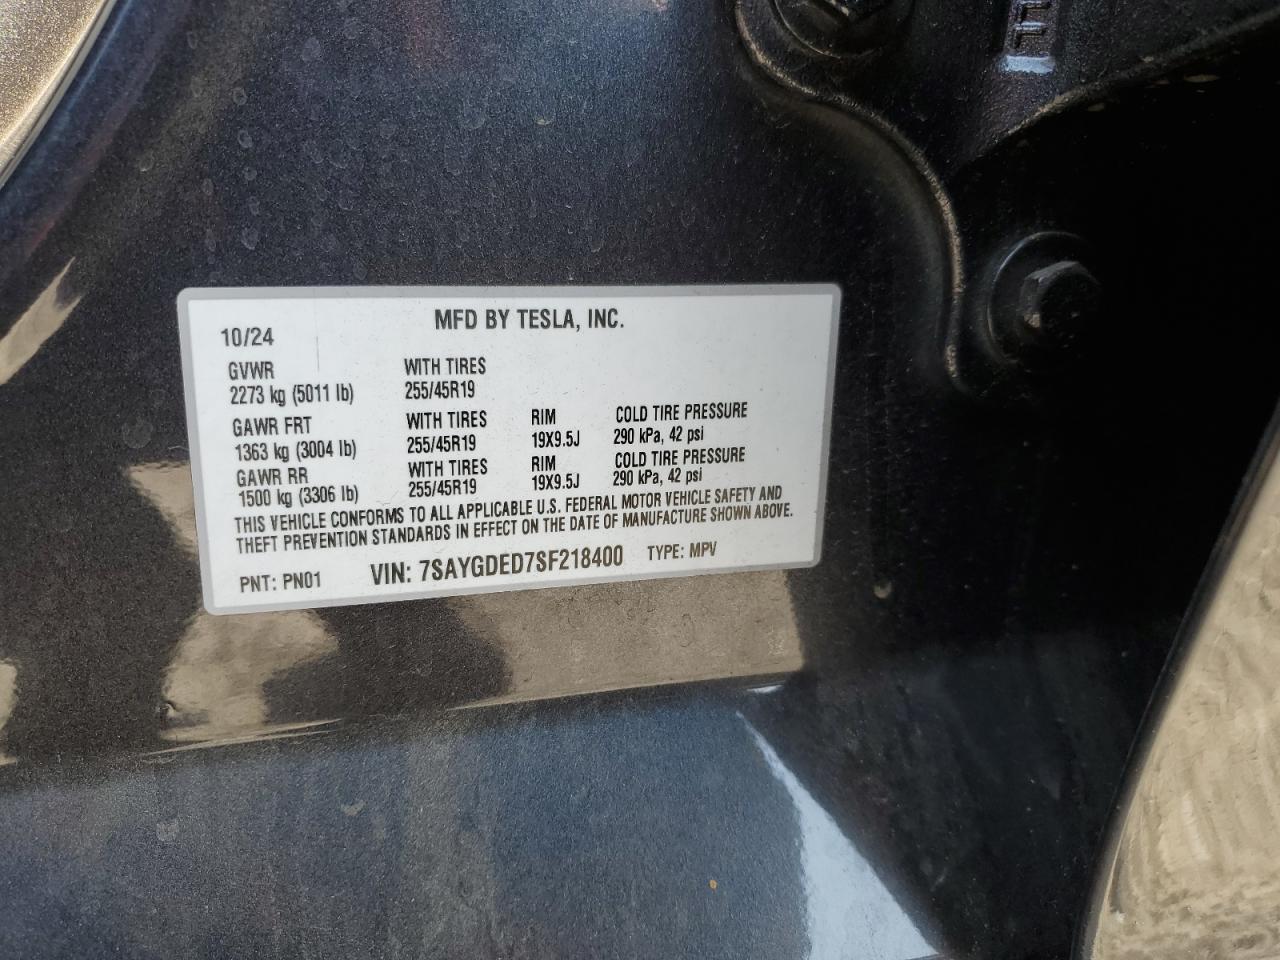 10/24 MFD BY TESLA, INC.
GVWR WITH TIRES
2273 kg (5011 lb) 255/45R19
GAWR FRT WITH TIRES RIM COLD TIRE PRESSURE
1363 kg (3004 lb) 255/45R19 19X9.5J 290 kPa, 42 psi
GAWR RR WITH TIRES RIM COLD TIRE PRESSURE
1500 kg (3306 lb) 255/45R19 19X9.5J 290 kPa, 42 psi
THIS VEHICLE CONFORMS TO ALL APPLICABLE U.S. FEDERAL MOTOR VEHICLE SAFETY AND
THEFT PREVENTION STANDARDS IN EFFECT ON THE DATE OF MANUFACTURE SHOWN ABOVE.
PNT: PN01 VIN: 7SAYGDED7SF218400 TYPE: MPV